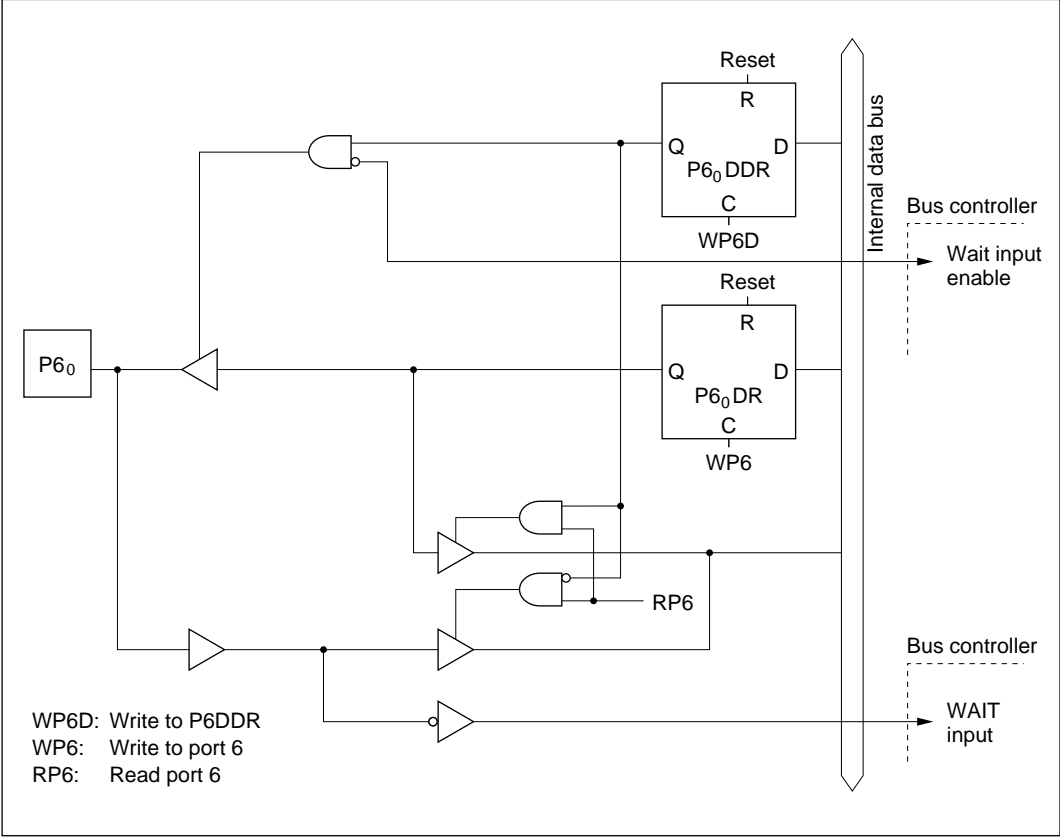 Reset
R
Q
D
P6₀DDR
C
WP6D
Internal data bus
Bus controller
Wait input
enable
Reset
R
P6₀
Q
D
P6₀DR
C
WP6
RP6
Bus controller
WAIT
input
WP6D: Write to P6DDR
WP6: Write to port 6
RP6: Read port 6